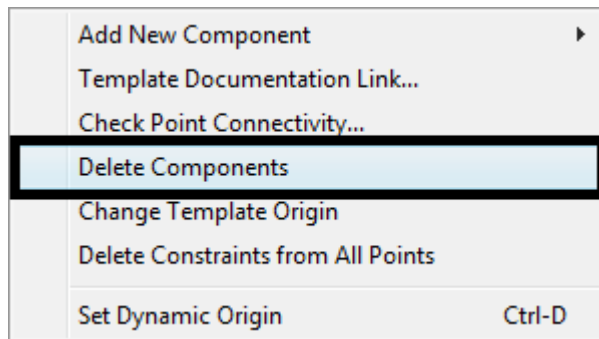 Add New Component
Template Documentation Link...
Check Point Connectivity...
Delete Components
Change Template Origin
Delete Constraints from All Points
Set Dynamic Origin Ctrl-D